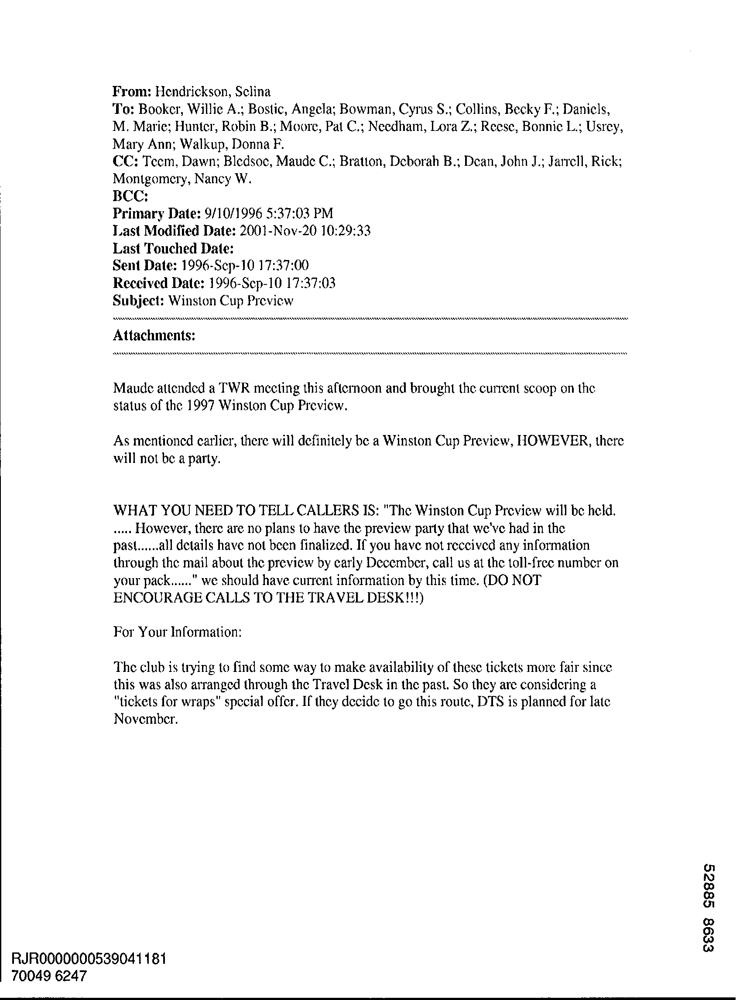 From: Hendrickson, Selina
To: Booker, Willie A.; Bostic, Angela; Bowman, Cyrus S.; Collins, Becky F.; Daniels,
M. Marie; Hunter, Robin B.; Moore, Pat C.; Needham, Lora Z.; Reese, Bonnie L.; Usrey,
Mary Ann; Walkup, Donna F.
CC: Teem, Dawn; Bledsoe, Maude C.; Bratton, Deborah B.; Dean, John J.; Jarrell, Rick;
Montgomery, Nancy W.
BCC:
Primary Date: 9/10/1996 5:37:03 PM
Last Modified Date: 2001-Nov-20 10:29:33
Last Touched Date:
Sent Date: 1996-Sep-10 17:37:00
Received Date: 1996-Sep-10 17:37:03
Subject: Winston Cup Preview
Attachments:
Maude attended a TWR meeting this afternoon and brought the current scoop on the
status of the 1997 Winston Cup Preview.
As mentioned earlier, there will definitely be a Winston Cup Preview, HOWEVER, there
will not be a party.
WHAT YOU NEED TO TELL CALLERS IS: "The Winston Cup Preview will be held.
..... However, there are no plans to have the preview party that we've had in the
past......all details have not been finalized. If you have not received any information
through the mail about the preview by early December, call us at the toll-free number on
your pack......" we should have current information by this time. (DO NOT
ENCOURAGE CALLS TO THE TRAVEL DESK!!!)
For Your Information:
The club is trying to find some way to make availability of these tickets more fair since
this was also arranged through the Travel Desk in the past. So they are considering a
"tickets for wraps" special offer. If they decide to go this route, DTS is planned for late
November.
52885 8633
RJR0000000539041181
70049 6247